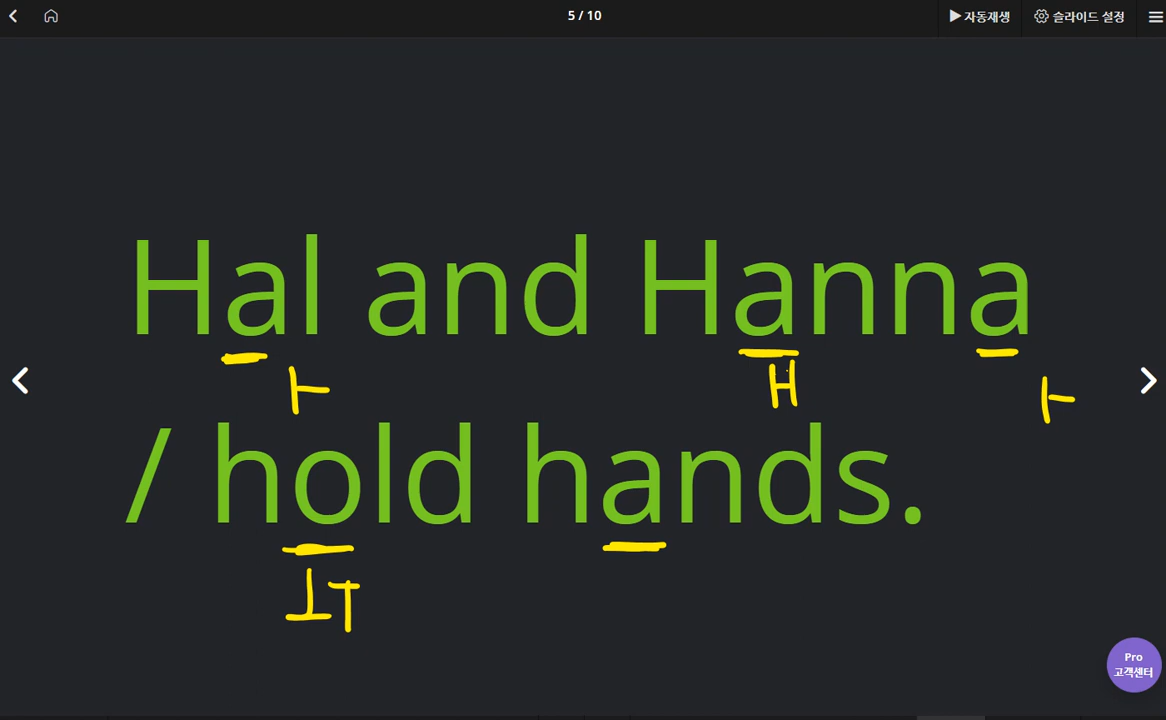 5 / 10
▶ 자동재생
슬라이드 설정
Hal and Hanna
ㅏ ㅐ ㅏ
/ hold hands.
ㅗㅜ
Pro
고객센터